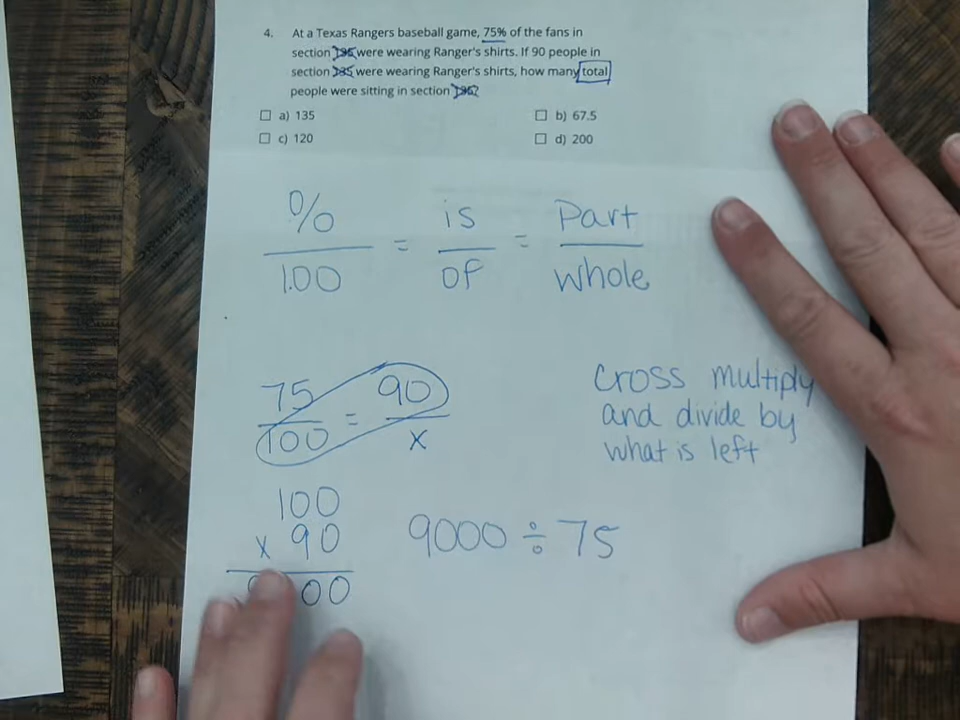 4. At a Texas Rangers baseball game, 75% of the fans in
section 135 were wearing Ranger's shirts. If 90 people in
section 135 were wearing Ranger's shirts, how many total
people were sitting in section 135?
a) 135
b) 67.5
c) 120
d) 200
% is Part
= =
100 of whole
75 90
=
100 x
cross multiply
and divide by
what is left
100
x 90
00
9000 ÷ 75